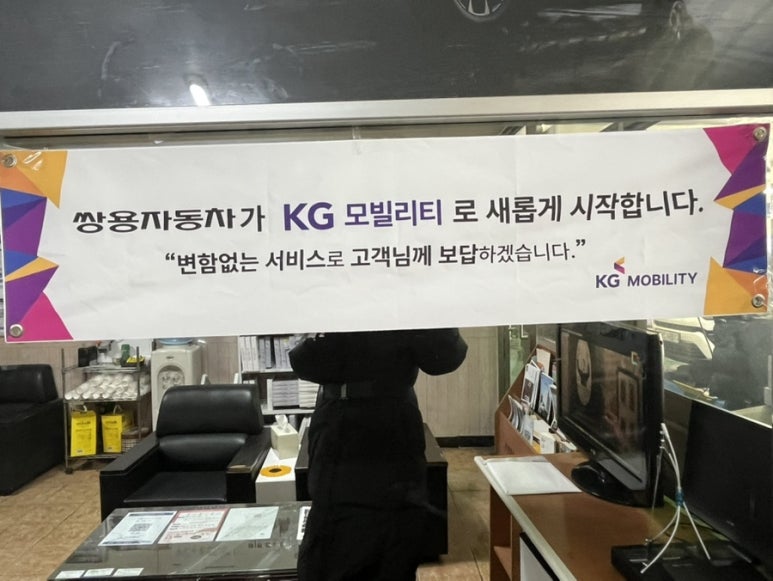 쌍용자동차가 KG 모빌리티 로 새롭게 시작합니다.
“변함없는 서비스로 고객님께 보답하겠습니다.”
KG MOBILITY